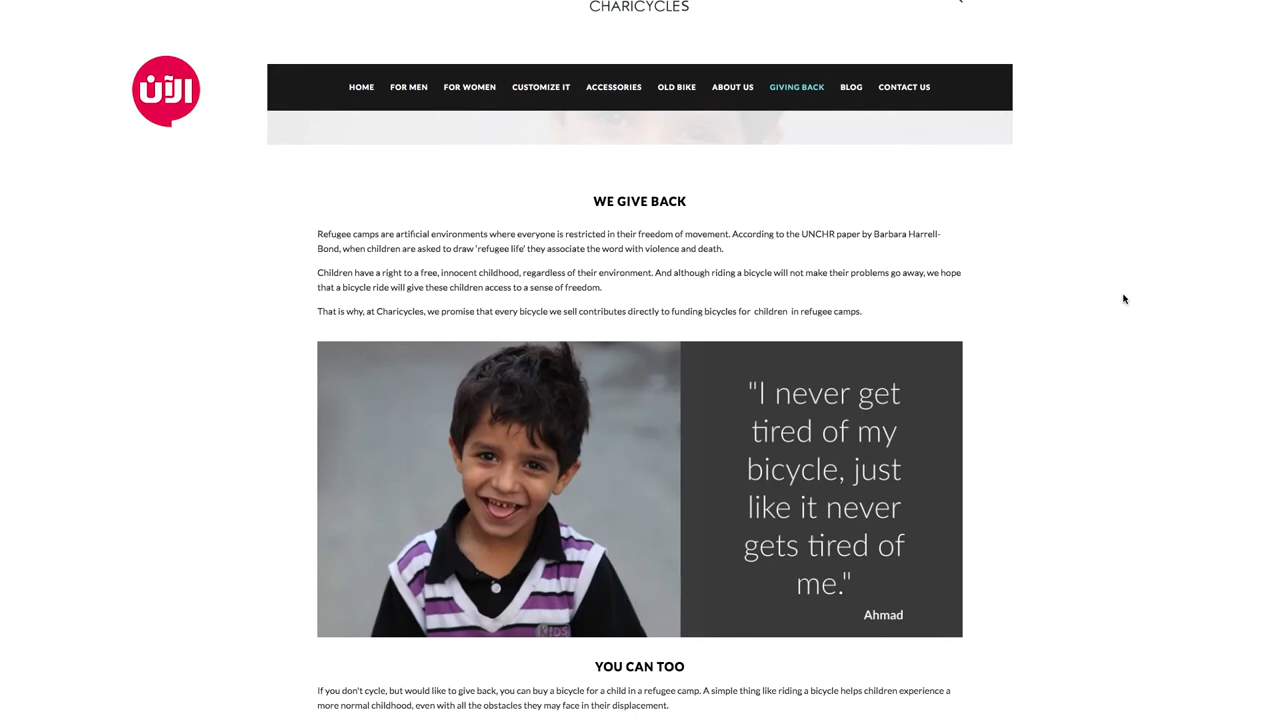 CHARICYCLES
الآن
HOME FOR MEN FOR WOMEN CUSTOMIZE IT ACCESSORIES OLD BIKE ABOUT US GIVING BACK BLOG CONTACT US
WE GIVE BACK
Refugee camps are artificial environments where everyone is restricted in their freedom of movement. According to the UNCHR paper by Barbara Harrell-
Bond, when children are asked to draw 'refugee life' they associate the word with violence and death.
Children have a right to a free, innocent childhood, regardless of their environment. And although riding a bicycle will not make their problems go away, we hope
that a bicycle ride will give these children access to a sense of freedom.
That is why, at Charicycles, we promise that every bicycle we sell contributes directly to funding bicycles for children in refugee camps.
"I never get
tired of my
bicycle, just
like it never
gets tired of
me."
Ahmad
KIDS
YOU CAN TOO
If you don't cycle, but would like to give back, you can buy a bicycle for a child in a refugee camp. A simple thing like riding a bicycle helps children experience a
more normal childhood, even with all the obstacles they may face in their displacement.